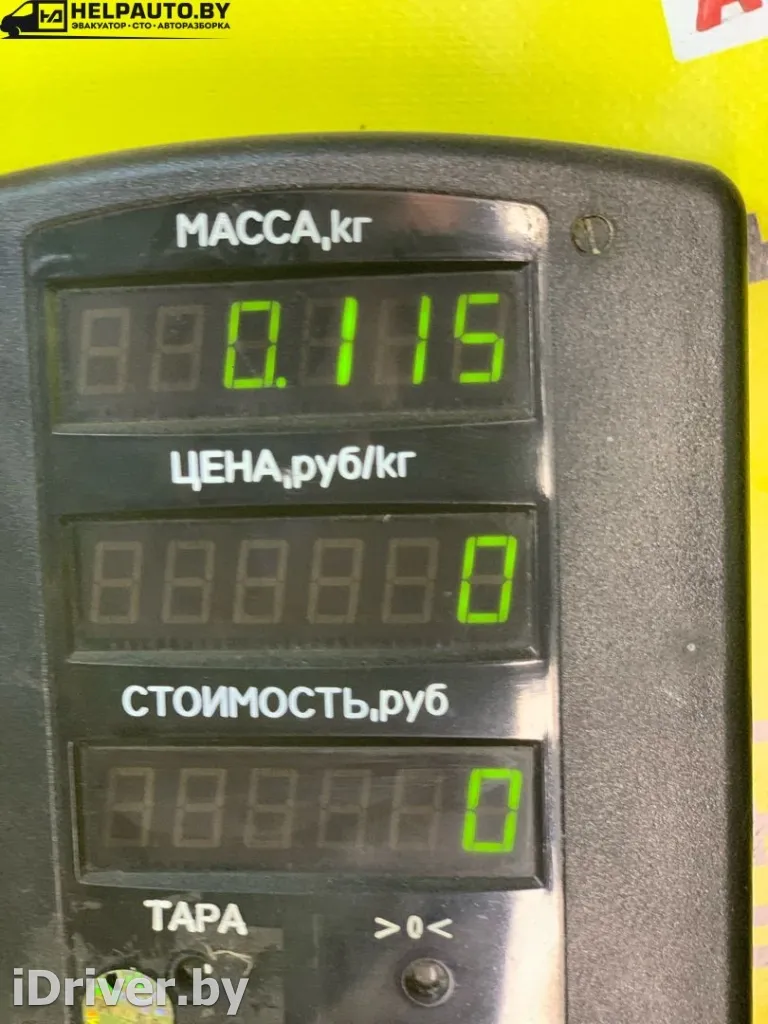 HELPAUTO.BY
ЭВАКУАТОР•СТО•АВТОРАЗБОРКА
МАССА,кг
0.115
ЦЕНА,руб/кг
0
СТОИМОСТЬ,руб
0
ТАРА >0<
iDriver.by